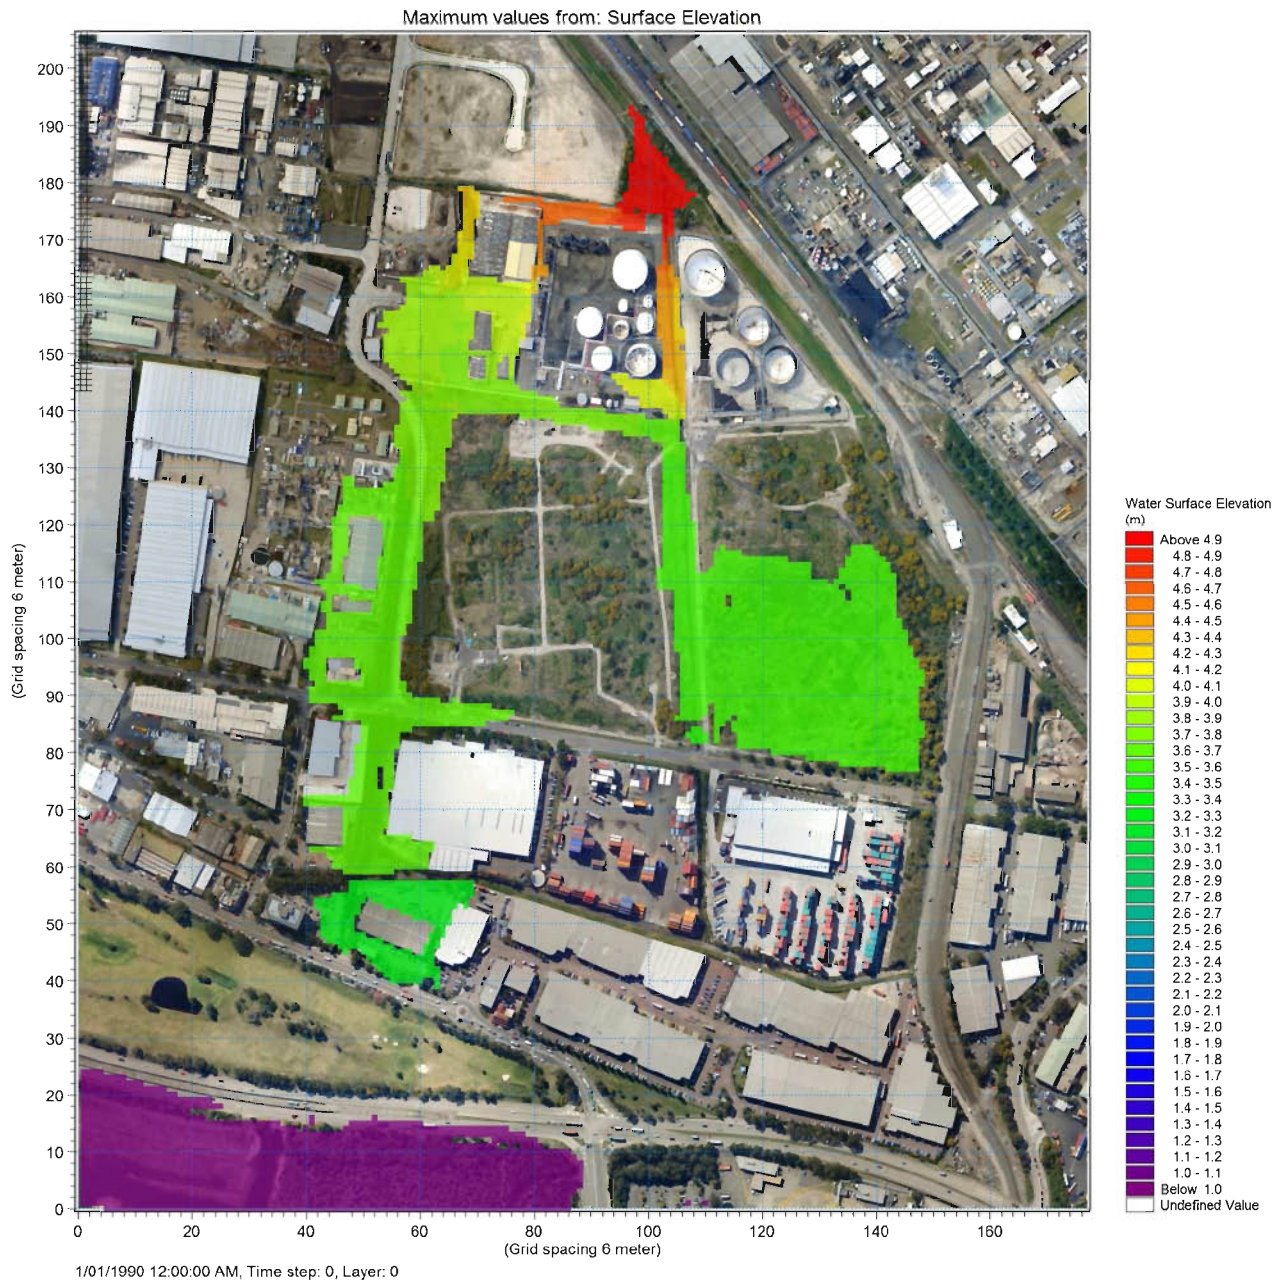 Maximum values from: Surface Elevation
200
190
180
170
160
150
140
130
120
110
100
90
80
70
60
50
40
30
20
10
0
(Grid spacing 6 meter)
0 20 40 60 80 100 120 140 160
(Grid spacing 6 meter)
1/01/1990 12:00:00 AM, Time step: 0, Layer: 0
Water Surface Elevation
(m)
Above 4.9
4.8 - 4.9
4.7 - 4.8
4.6 - 4.7
4.5 - 4.6
4.4 - 4.5
4.3 - 4.4
4.2 - 4.3
4.1 - 4.2
4.0 - 4.1
3.9 - 4.0
3.8 - 3.9
3.7 - 3.8
3.6 - 3.7
3.5 - 3.6
3.4 - 3.5
3.3 - 3.4
3.2 - 3.3
3.1 - 3.2
3.0 - 3.1
2.9 - 3.0
2.8 - 2.9
2.7 - 2.8
2.6 - 2.7
2.5 - 2.6
2.4 - 2.5
2.3 - 2.4
2.2 - 2.3
2.1 - 2.2
2.0 - 2.1
1.9 - 2.0
1.8 - 1.9
1.7 - 1.8
1.6 - 1.7
1.5 - 1.6
1.4 - 1.5
1.3 - 1.4
1.2 - 1.3
1.1 - 1.2
1.0 - 1.1
Below 1.0
Undefined Value